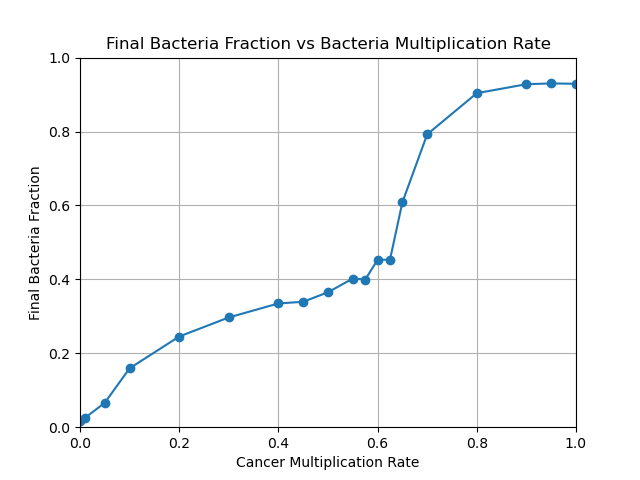 Final Bacteria Fraction vs Bacteria Multiplication Rate
1.0
0.8
0.6
0.4
0.2
0.0
Final Bacteria Fraction
0.0 0.2 0.4 0.6 0.8 1.0
Cancer Multiplication Rate